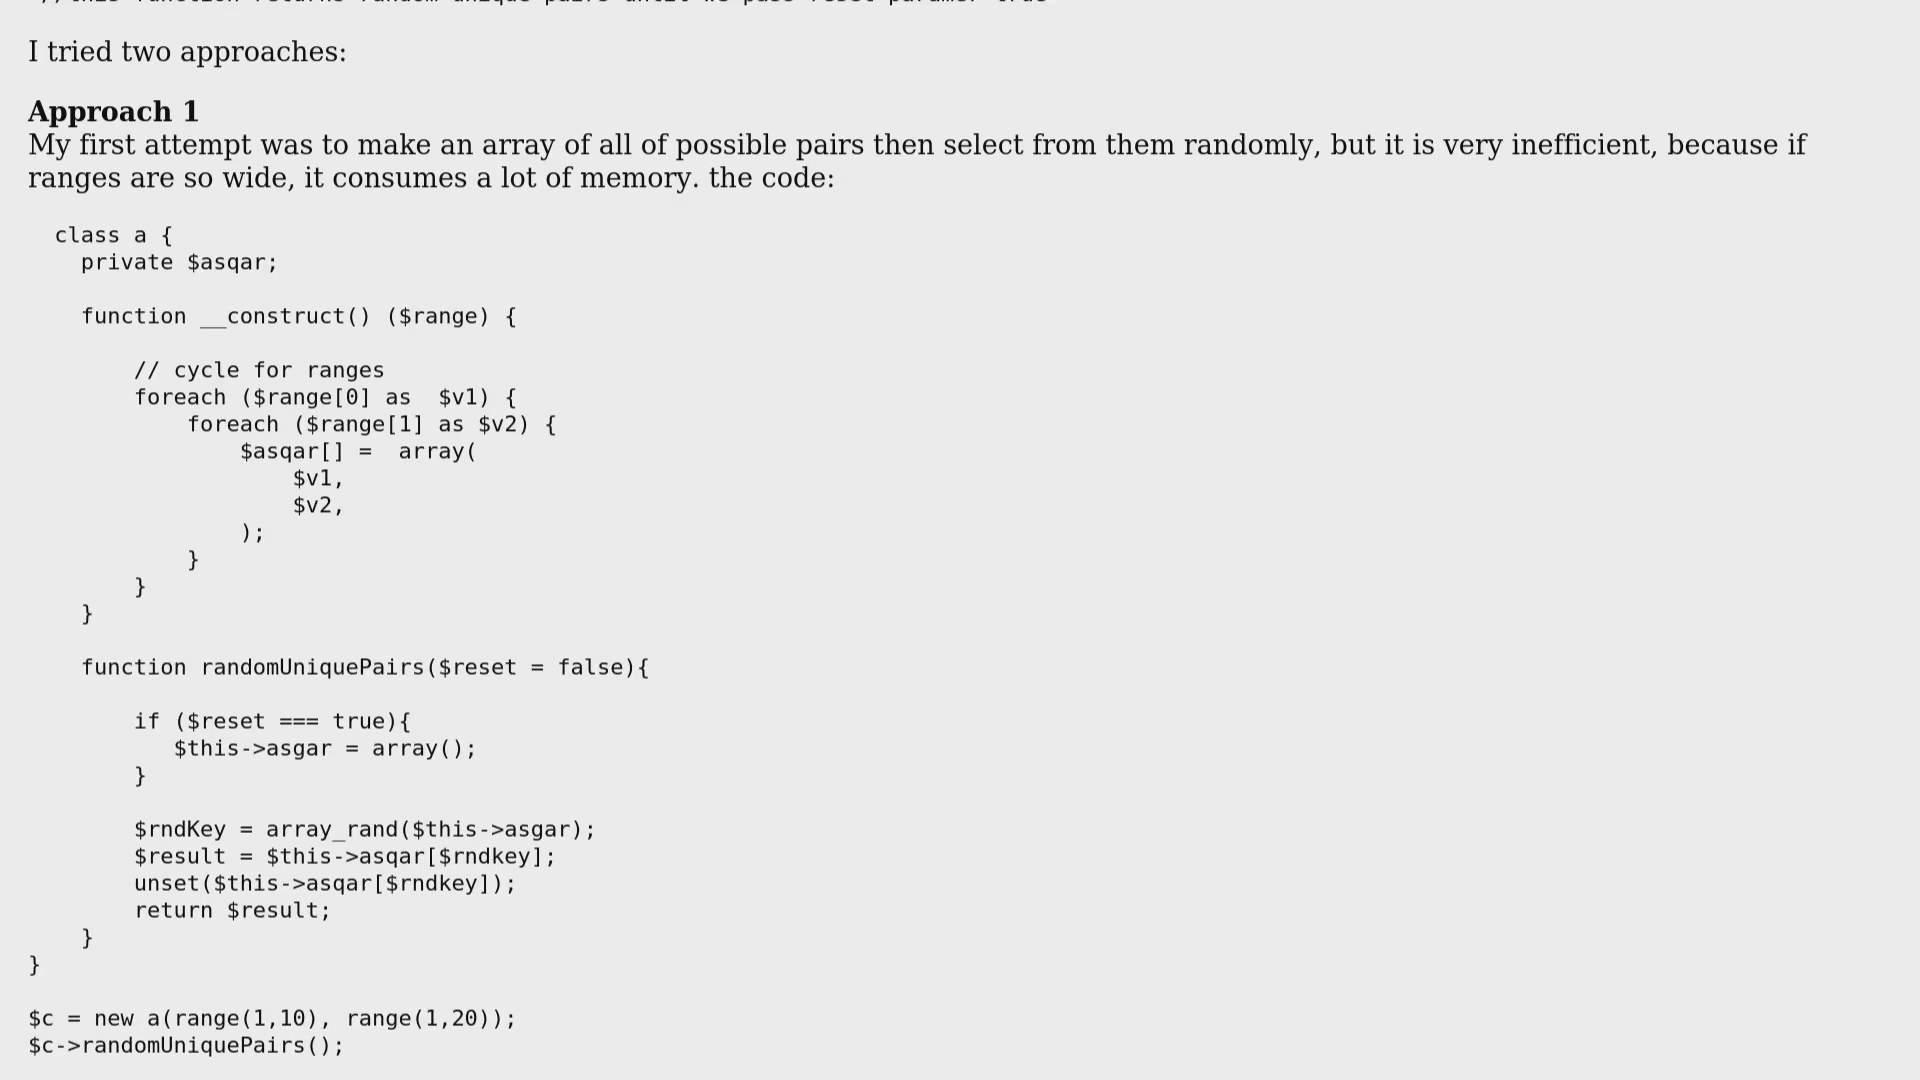 I tried two approaches:
Approach 1
My first attempt was to make an array of all of possible pairs then select from them randomly, but it is very inefficient, because if
ranges are so wide, it consumes a lot of memory. the code:
class a {
private $asqar;
function __construct() ($range) {
// cycle for ranges
foreach ($range[0] as  $v1) {
foreach ($range[1] as $v2) {
$asqar[] =  array(
$v1,
$v2,
);
}
}
}
function randomUniquePairs($reset = false){
if ($reset === true){
$this->asgar = array();
}
$rndKey = array_rand($this->asgar);
$result = $this->asqar[$rndkey];
unset($this->asqar[$rndkey]);
return $result;
}
}
$c = new a(range(1,10), range(1,20));
$c->randomUniquePairs();